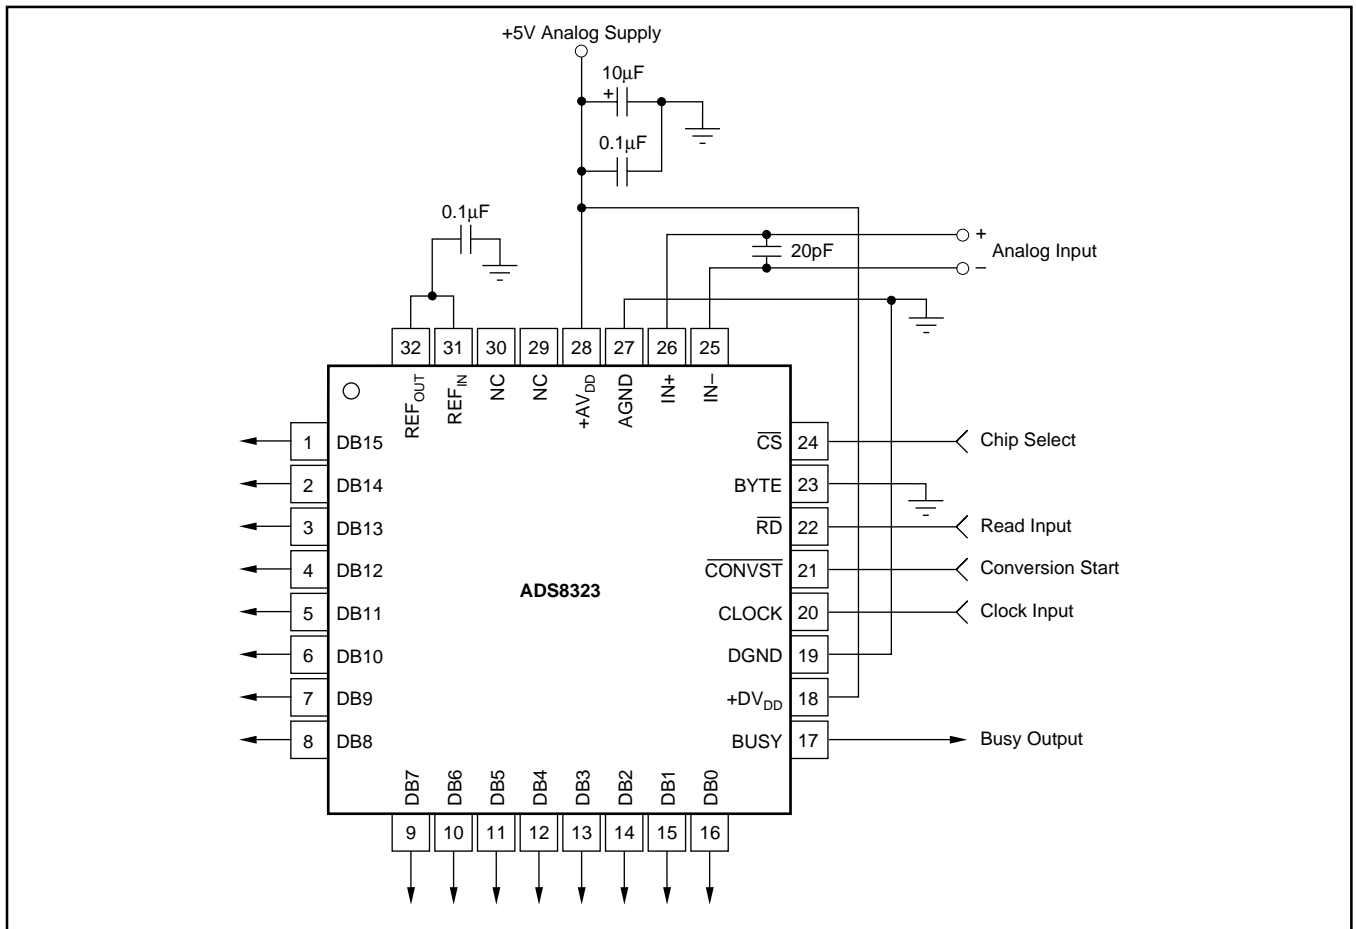 +5V Analog Supply
10µF
+
0.1µF
0.1µF
20pF
+
Analog Input
–
32 31 30 29 28 27 26 25
REFOUT REFIN NC NC +AVDD AGND IN+ IN–
1 DB15
2 DB14
3 DB13
4 DB12
5 DB11
6 DB10
7 DB9
8 DB8
ADS8323
CS 24 Chip Select
BYTE 23
RD 22 Read Input
CONVST 21 Conversion Start
CLOCK 20 Clock Input
DGND 19
+DVDD 18
BUSY 17 Busy Output
DB7 DB6 DB5 DB4 DB3 DB2 DB1 DB0
9 10 11 12 13 14 15 16